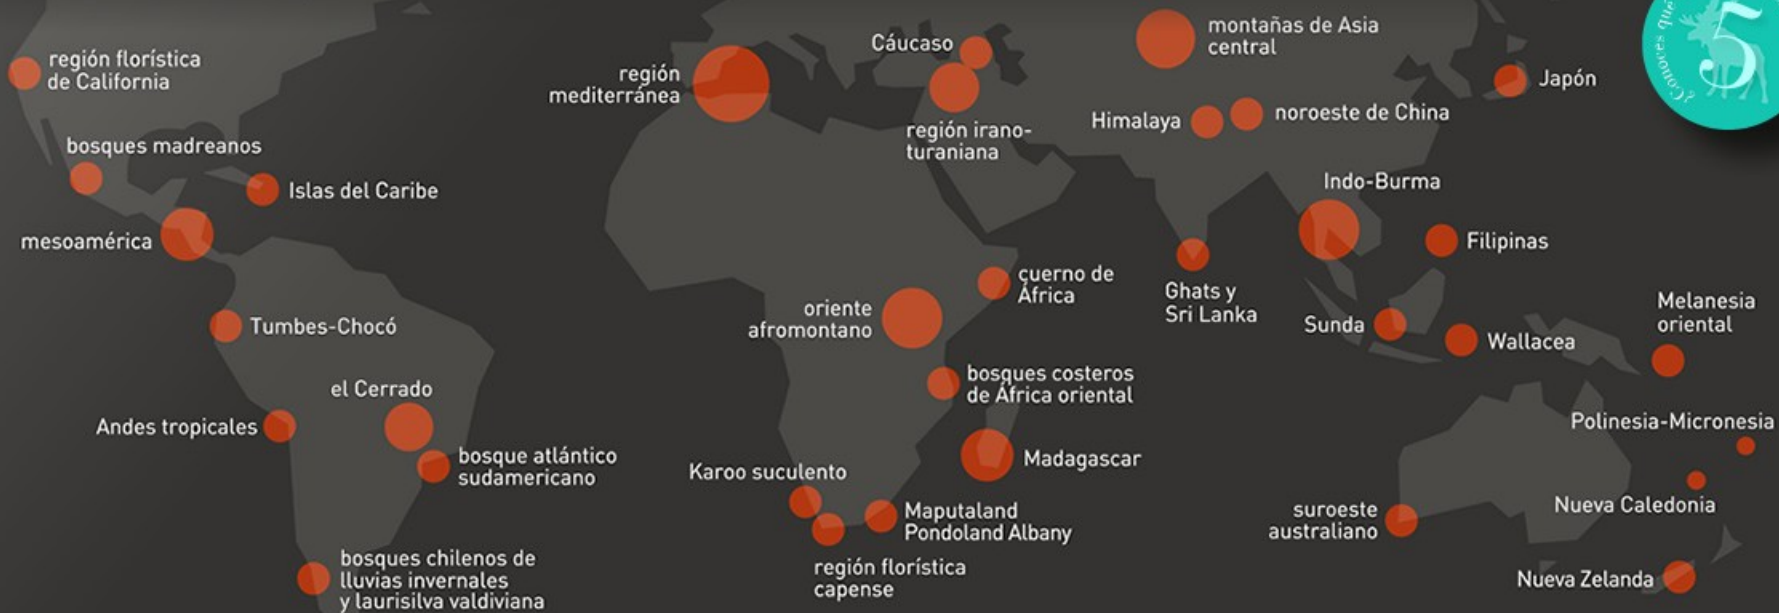 región florística
de California
bosques madreanos
Islas del Caribe
mesoamérica
Tumbes-Chocó
el Cerrado
Andes tropicales
bosque atlántico
sudamericano
bosques chilenos de
lluvias invernales
y laurisilva valdiviana
región
mediterránea
Cáucaso
región irano-
turaniana
oriente
afromontano
cuerno de
África
bosques costeros
de África oriental
Madagascar
Karoo suculento
Maputaland
Pondoland Albany
región florística
capense
montañas de Asia
central
Himalaya
noroeste de China
Japón
Indo-Burma
Filipinas
Ghats y
Sri Lanka
Sunda
Wallacea
Melanesia
oriental
Polinesia-Micronesia
Nueva Caledonia
suroeste
australiano
Nueva Zelanda
¿Conoces qué
5